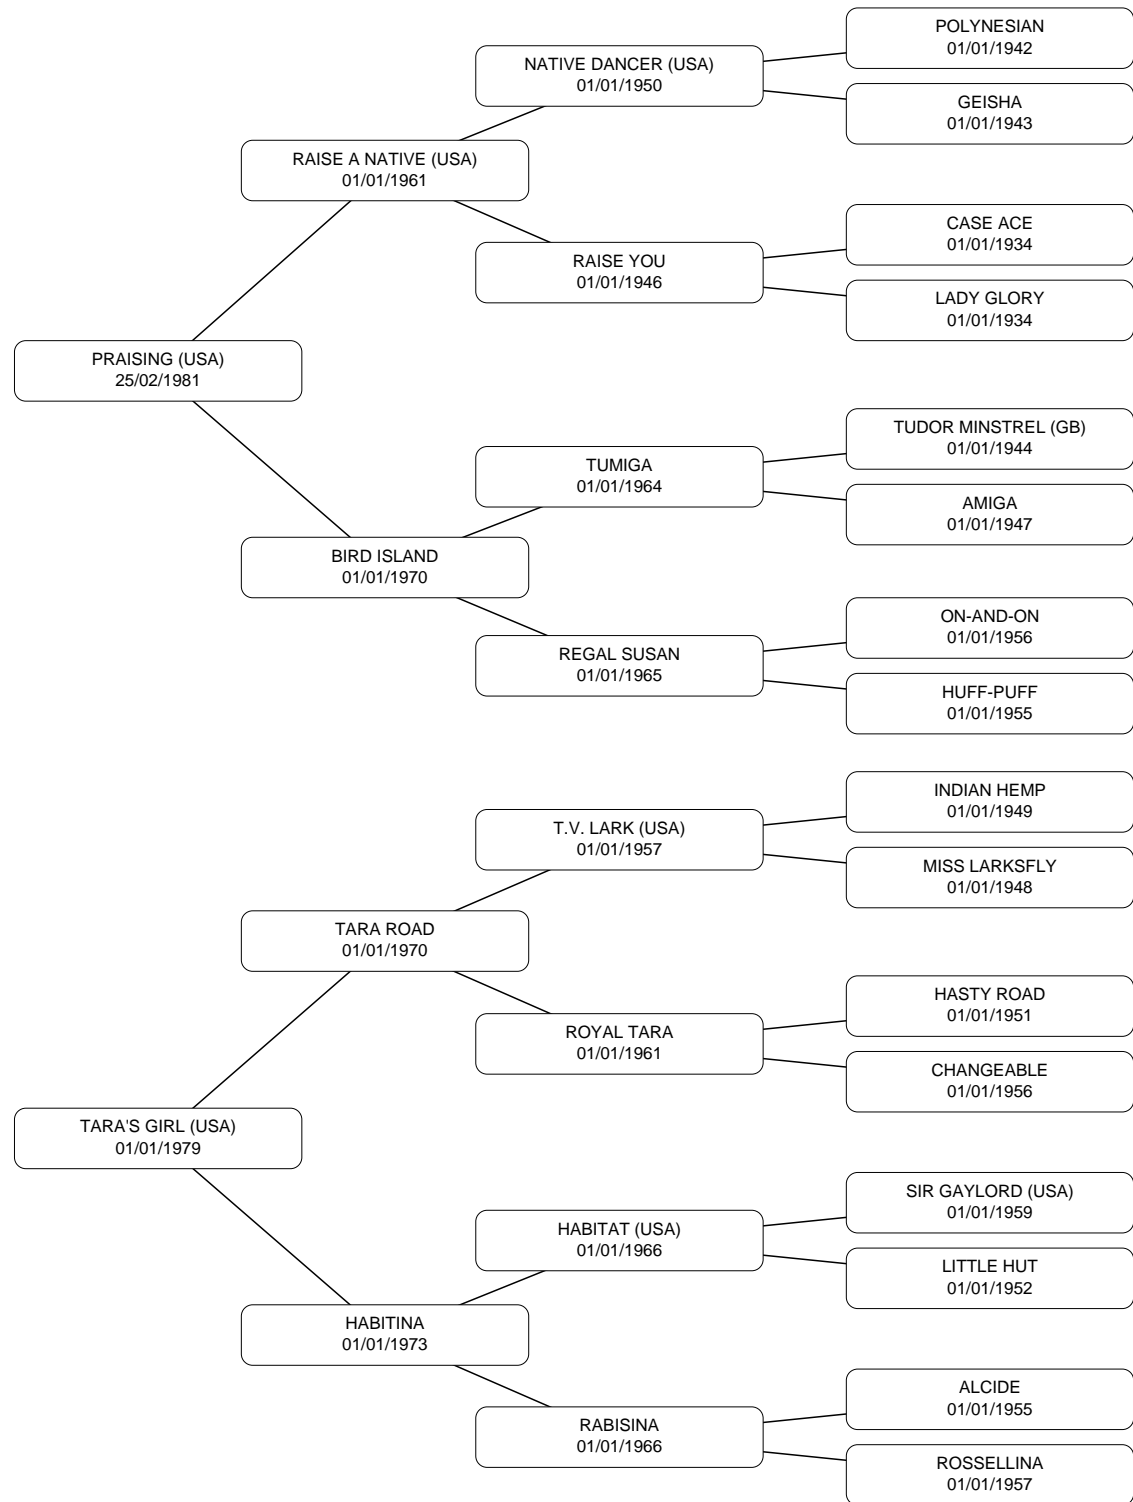 POLYNESIAN
01/01/1942
NATIVE DANCER (USA)
01/01/1950
GEISHA
01/01/1943
RAISE A NATIVE (USA)
01/01/1961
CASE ACE
01/01/1934
RAISE YOU
01/01/1946
LADY GLORY
01/01/1934
PRAISING (USA)
25/02/1981
TUDOR MINSTREL (GB)
01/01/1944
TUMIGA
01/01/1964
AMIGA
01/01/1947
BIRD ISLAND
01/01/1970
ON-AND-ON
01/01/1956
REGAL SUSAN
01/01/1965
HUFF-PUFF
01/01/1955
INDIAN HEMP
01/01/1949
T.V. LARK (USA)
01/01/1957
MISS LARKSFLY
01/01/1948
TARA ROAD
01/01/1970
HASTY ROAD
01/01/1951
ROYAL TARA
01/01/1961
CHANGEABLE
01/01/1956
TARA'S GIRL (USA)
01/01/1979
SIR GAYLORD (USA)
01/01/1959
HABITAT (USA)
01/01/1966
LITTLE HUT
01/01/1952
HABITINA
01/01/1973
ALCIDE
01/01/1955
RABISINA
01/01/1966
ROSSELLINA
01/01/1957